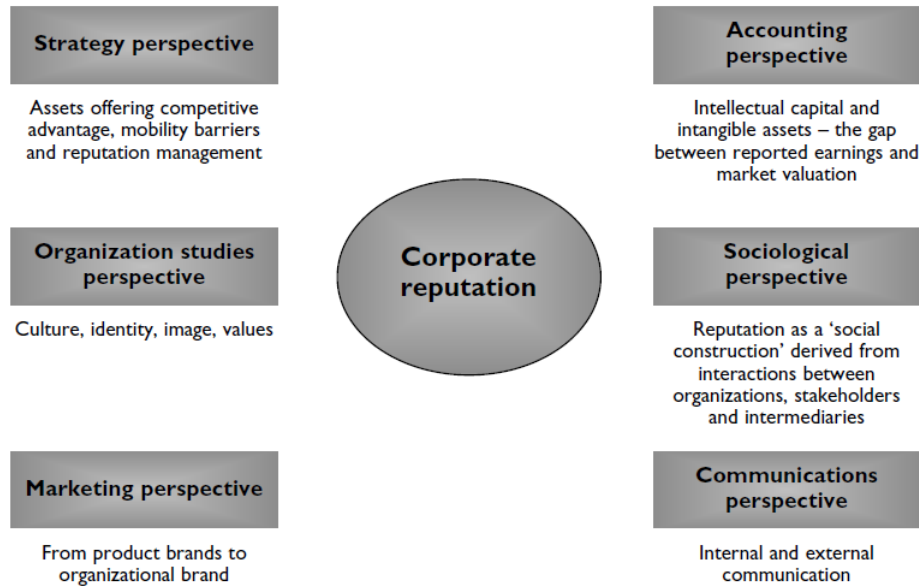 Strategy perspective
Assets offering competitive
advantage, mobility barriers
and reputation management
Organization studies
perspective
Culture, identity, image, values
Marketing perspective
From product brands to
organizational brand
Corporate
reputation
Accounting
perspective
Intellectual capital and
intangible assets – the gap
between reported earnings and
market valuation
Sociological
perspective
Reputation as a ‘social
construction’ derived from
interactions between
organizations, stakeholders
and intermediaries
Communications
perspective
Internal and external
communication